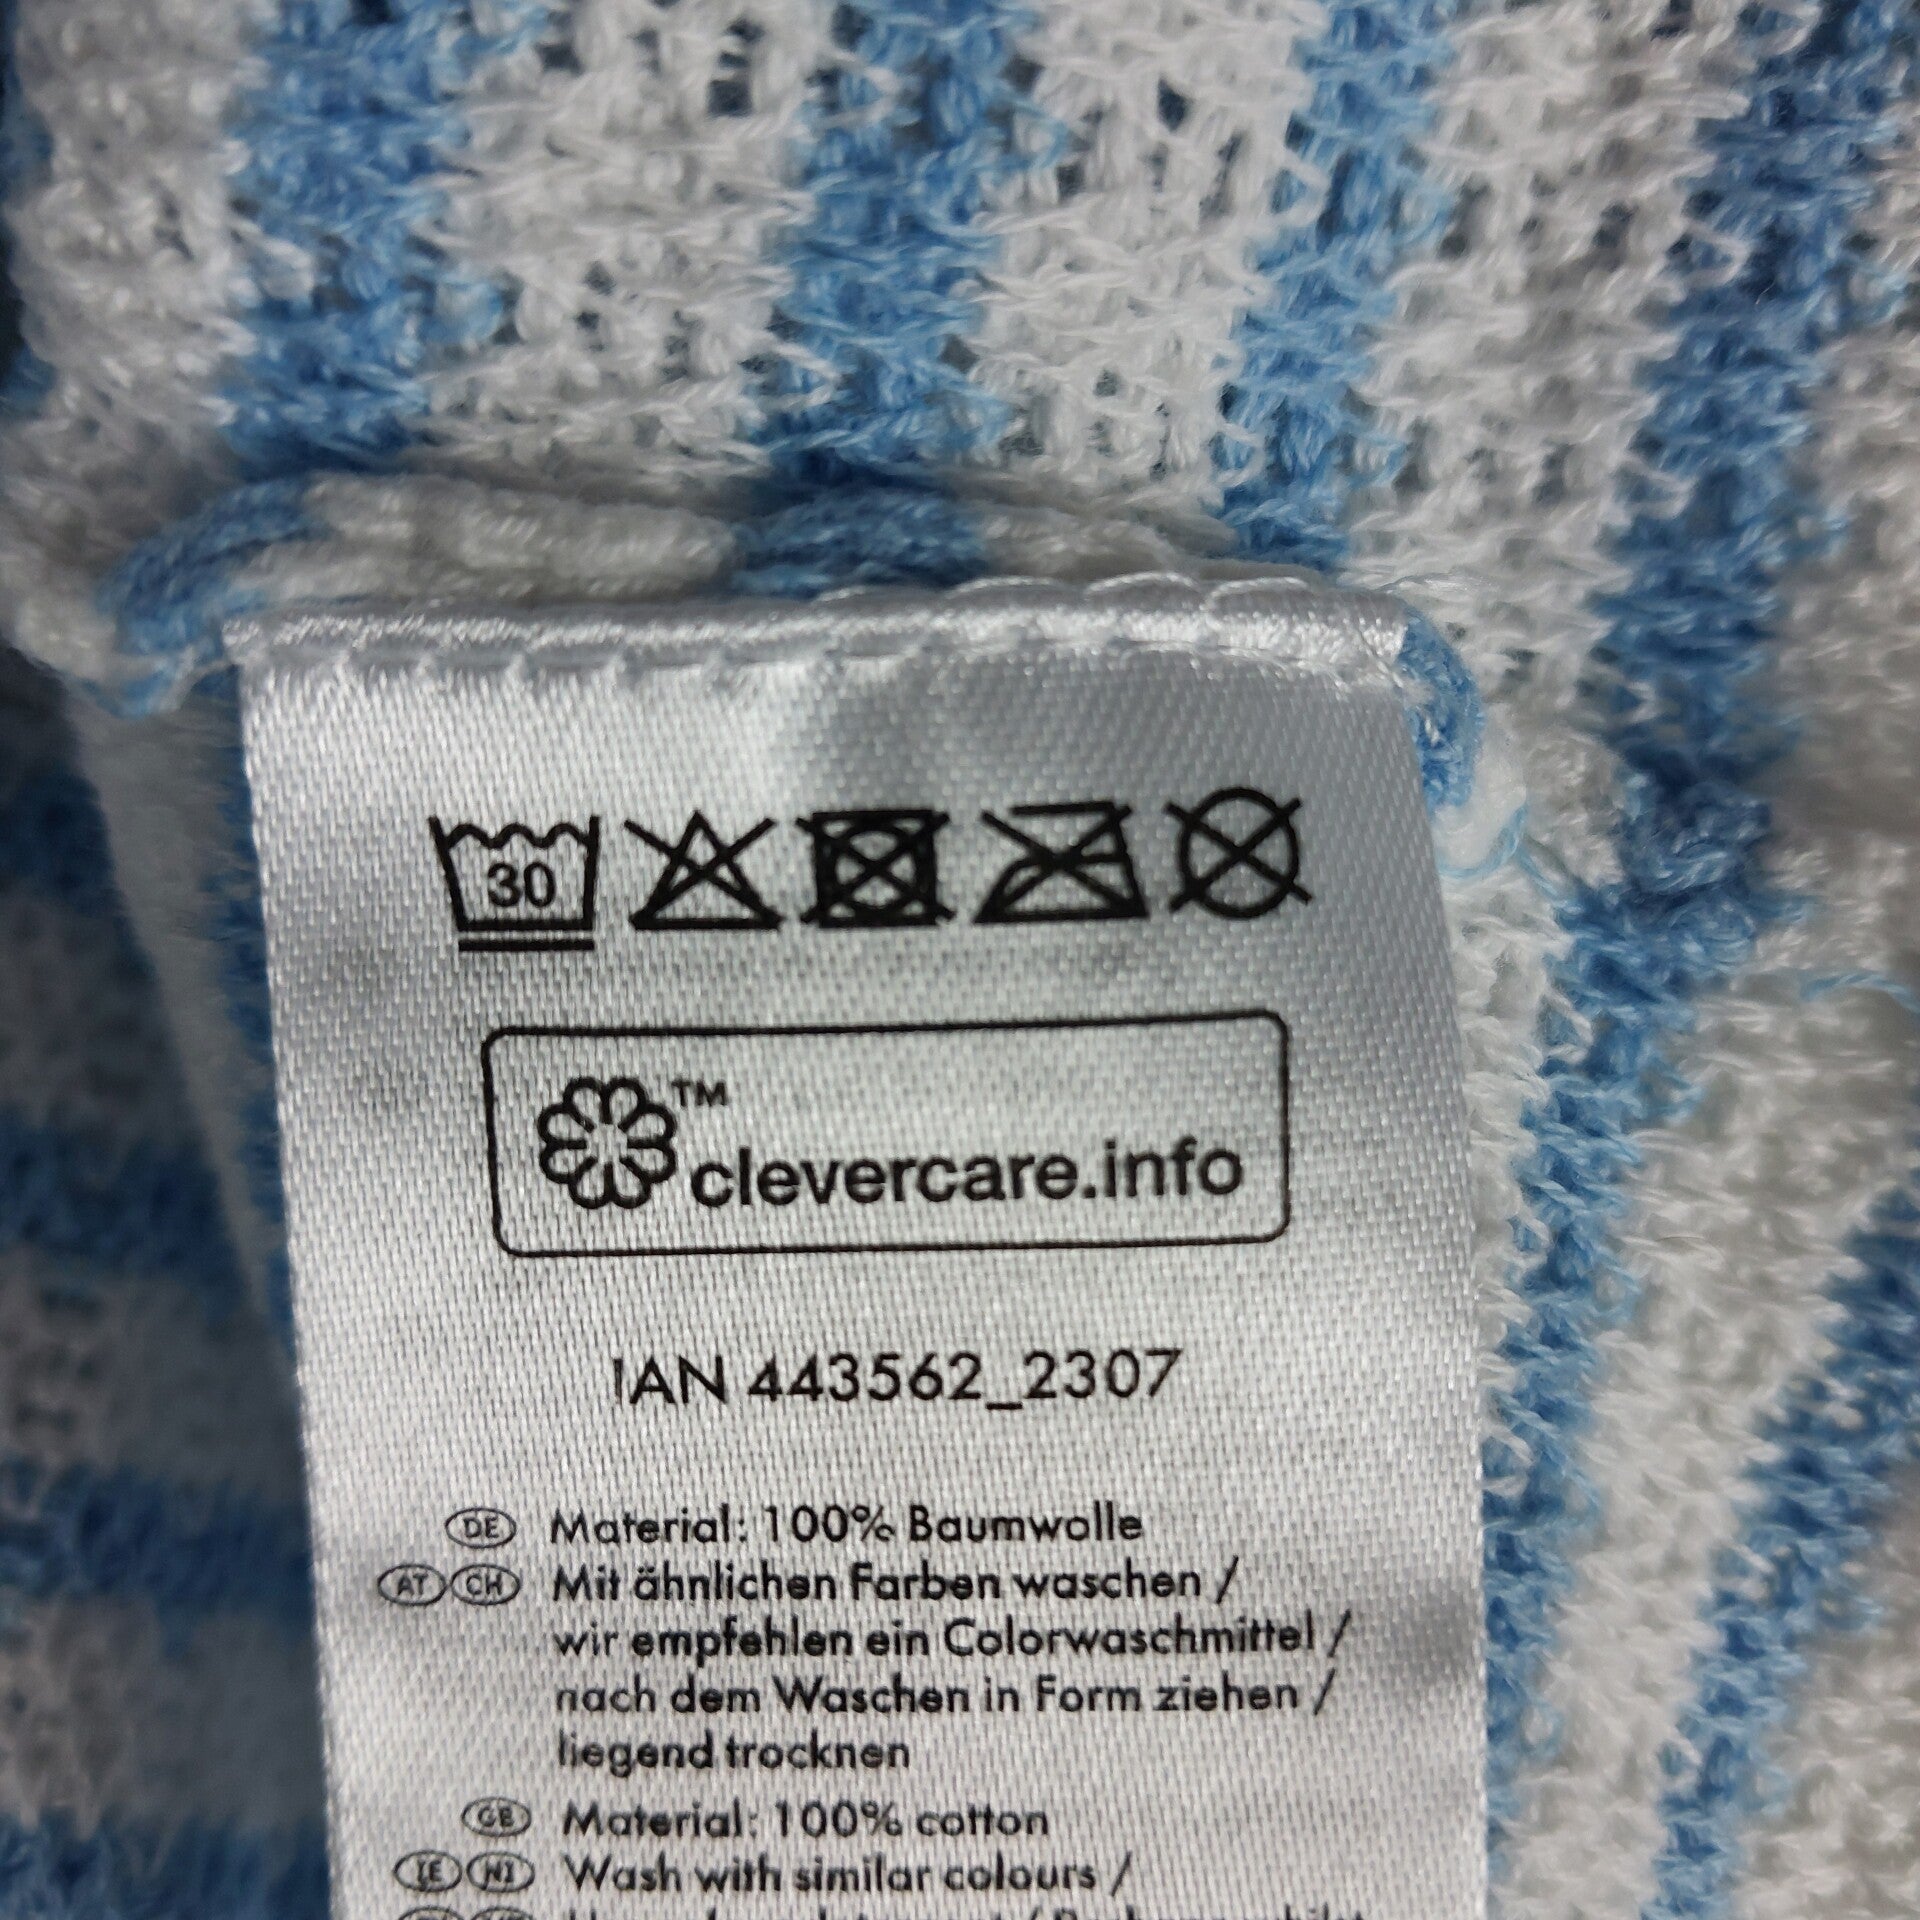 30
TM
clevercare.info
IAN 443562_2307
DE Material: 100% Baumwolle
AT CH Mit ähnlichen Farben waschen /
wir empfehlen ein Colorwaschmittel /
nach dem Waschen in Form ziehen /
liegend trocknen
GB Material: 100% cotton
IE NI Wash with similar colours /